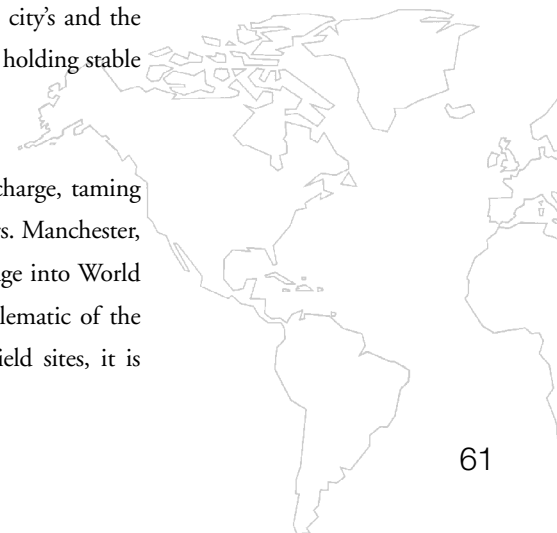 city's and the
holding stable
charge, taming
s. Manchester,
ge into World
lematic of the
ield sites, it is
61